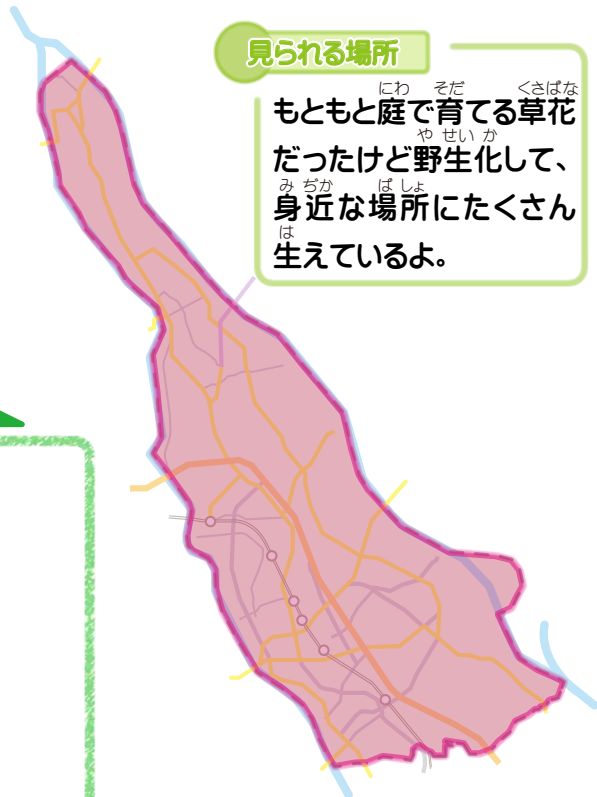 見られる場所
にわ そだ くさばな
もともと庭で育てる草花
や せい か
だったけど野生化して、
み ぢか ば しょ
身近な場所にたくさん
は
生えているよ。